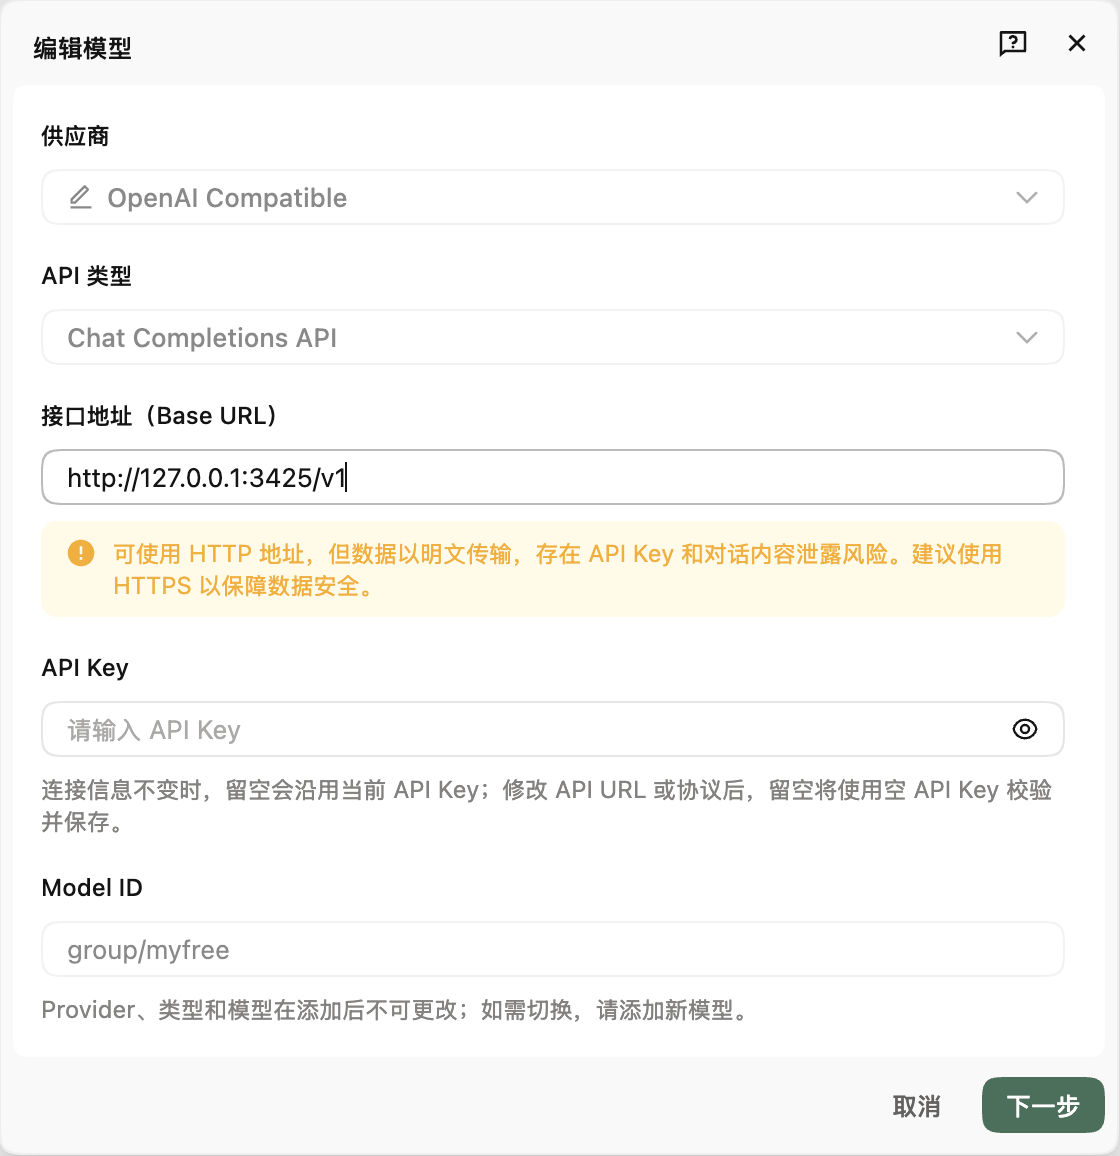 编辑模型
供应商
OpenAI Compatible
API 类型
Chat Completions API
接口地址（Base URL）
http://127.0.0.1:3425/v1
可使用 HTTP 地址，但数据以明文传输，存在 API Key 和对话内容泄露风险。建议使用
HTTPS 以保障数据安全。
API Key
请输入 API Key
连接信息不变时，留空会沿用当前 API Key；修改 API URL 或协议后，留空将使用空 API Key 校验
并保存。
Model ID
group/myfree
Provider、类型和模型在添加后不可更改；如需切换，请添加新模型。
取消
下一步